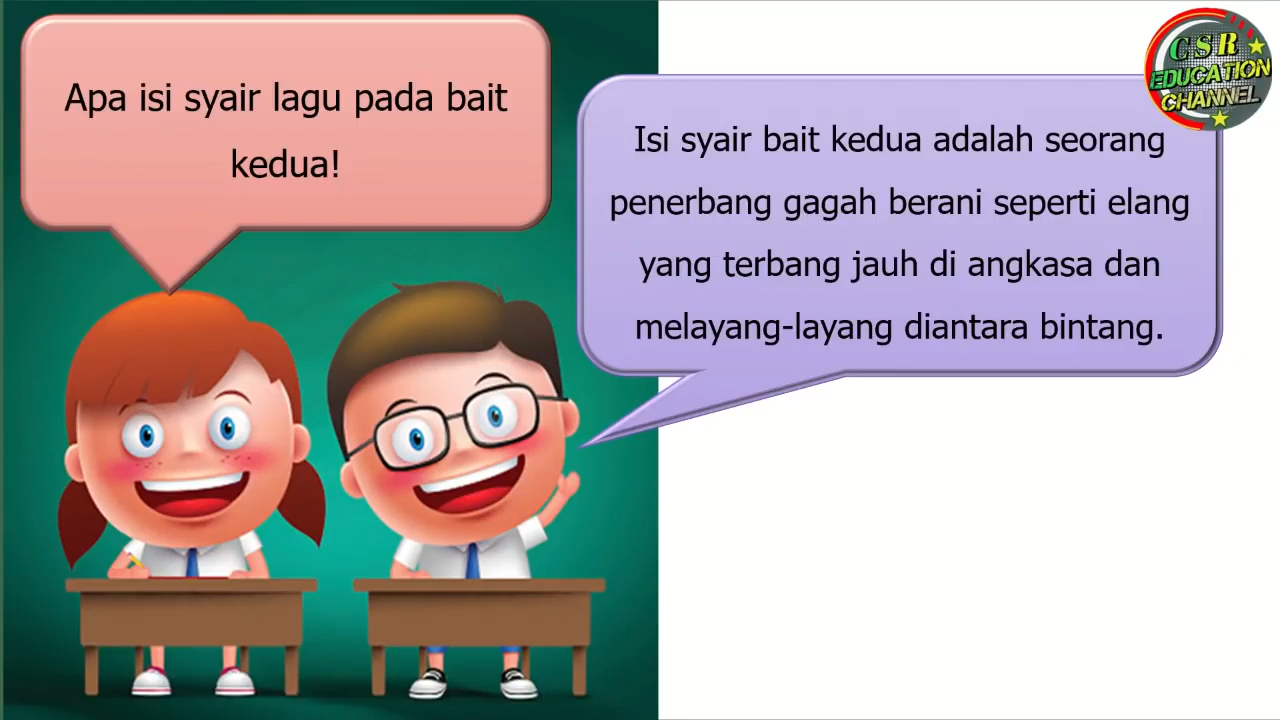 Apa isi syair lagu pada bait
kedua!
Isi syair bait kedua adalah seorang
penerbang gagah berani seperti elang
yang terbang jauh di angkasa dan
melayang-layang diantara bintang.
CSR
EDUCATION
CHANNEL